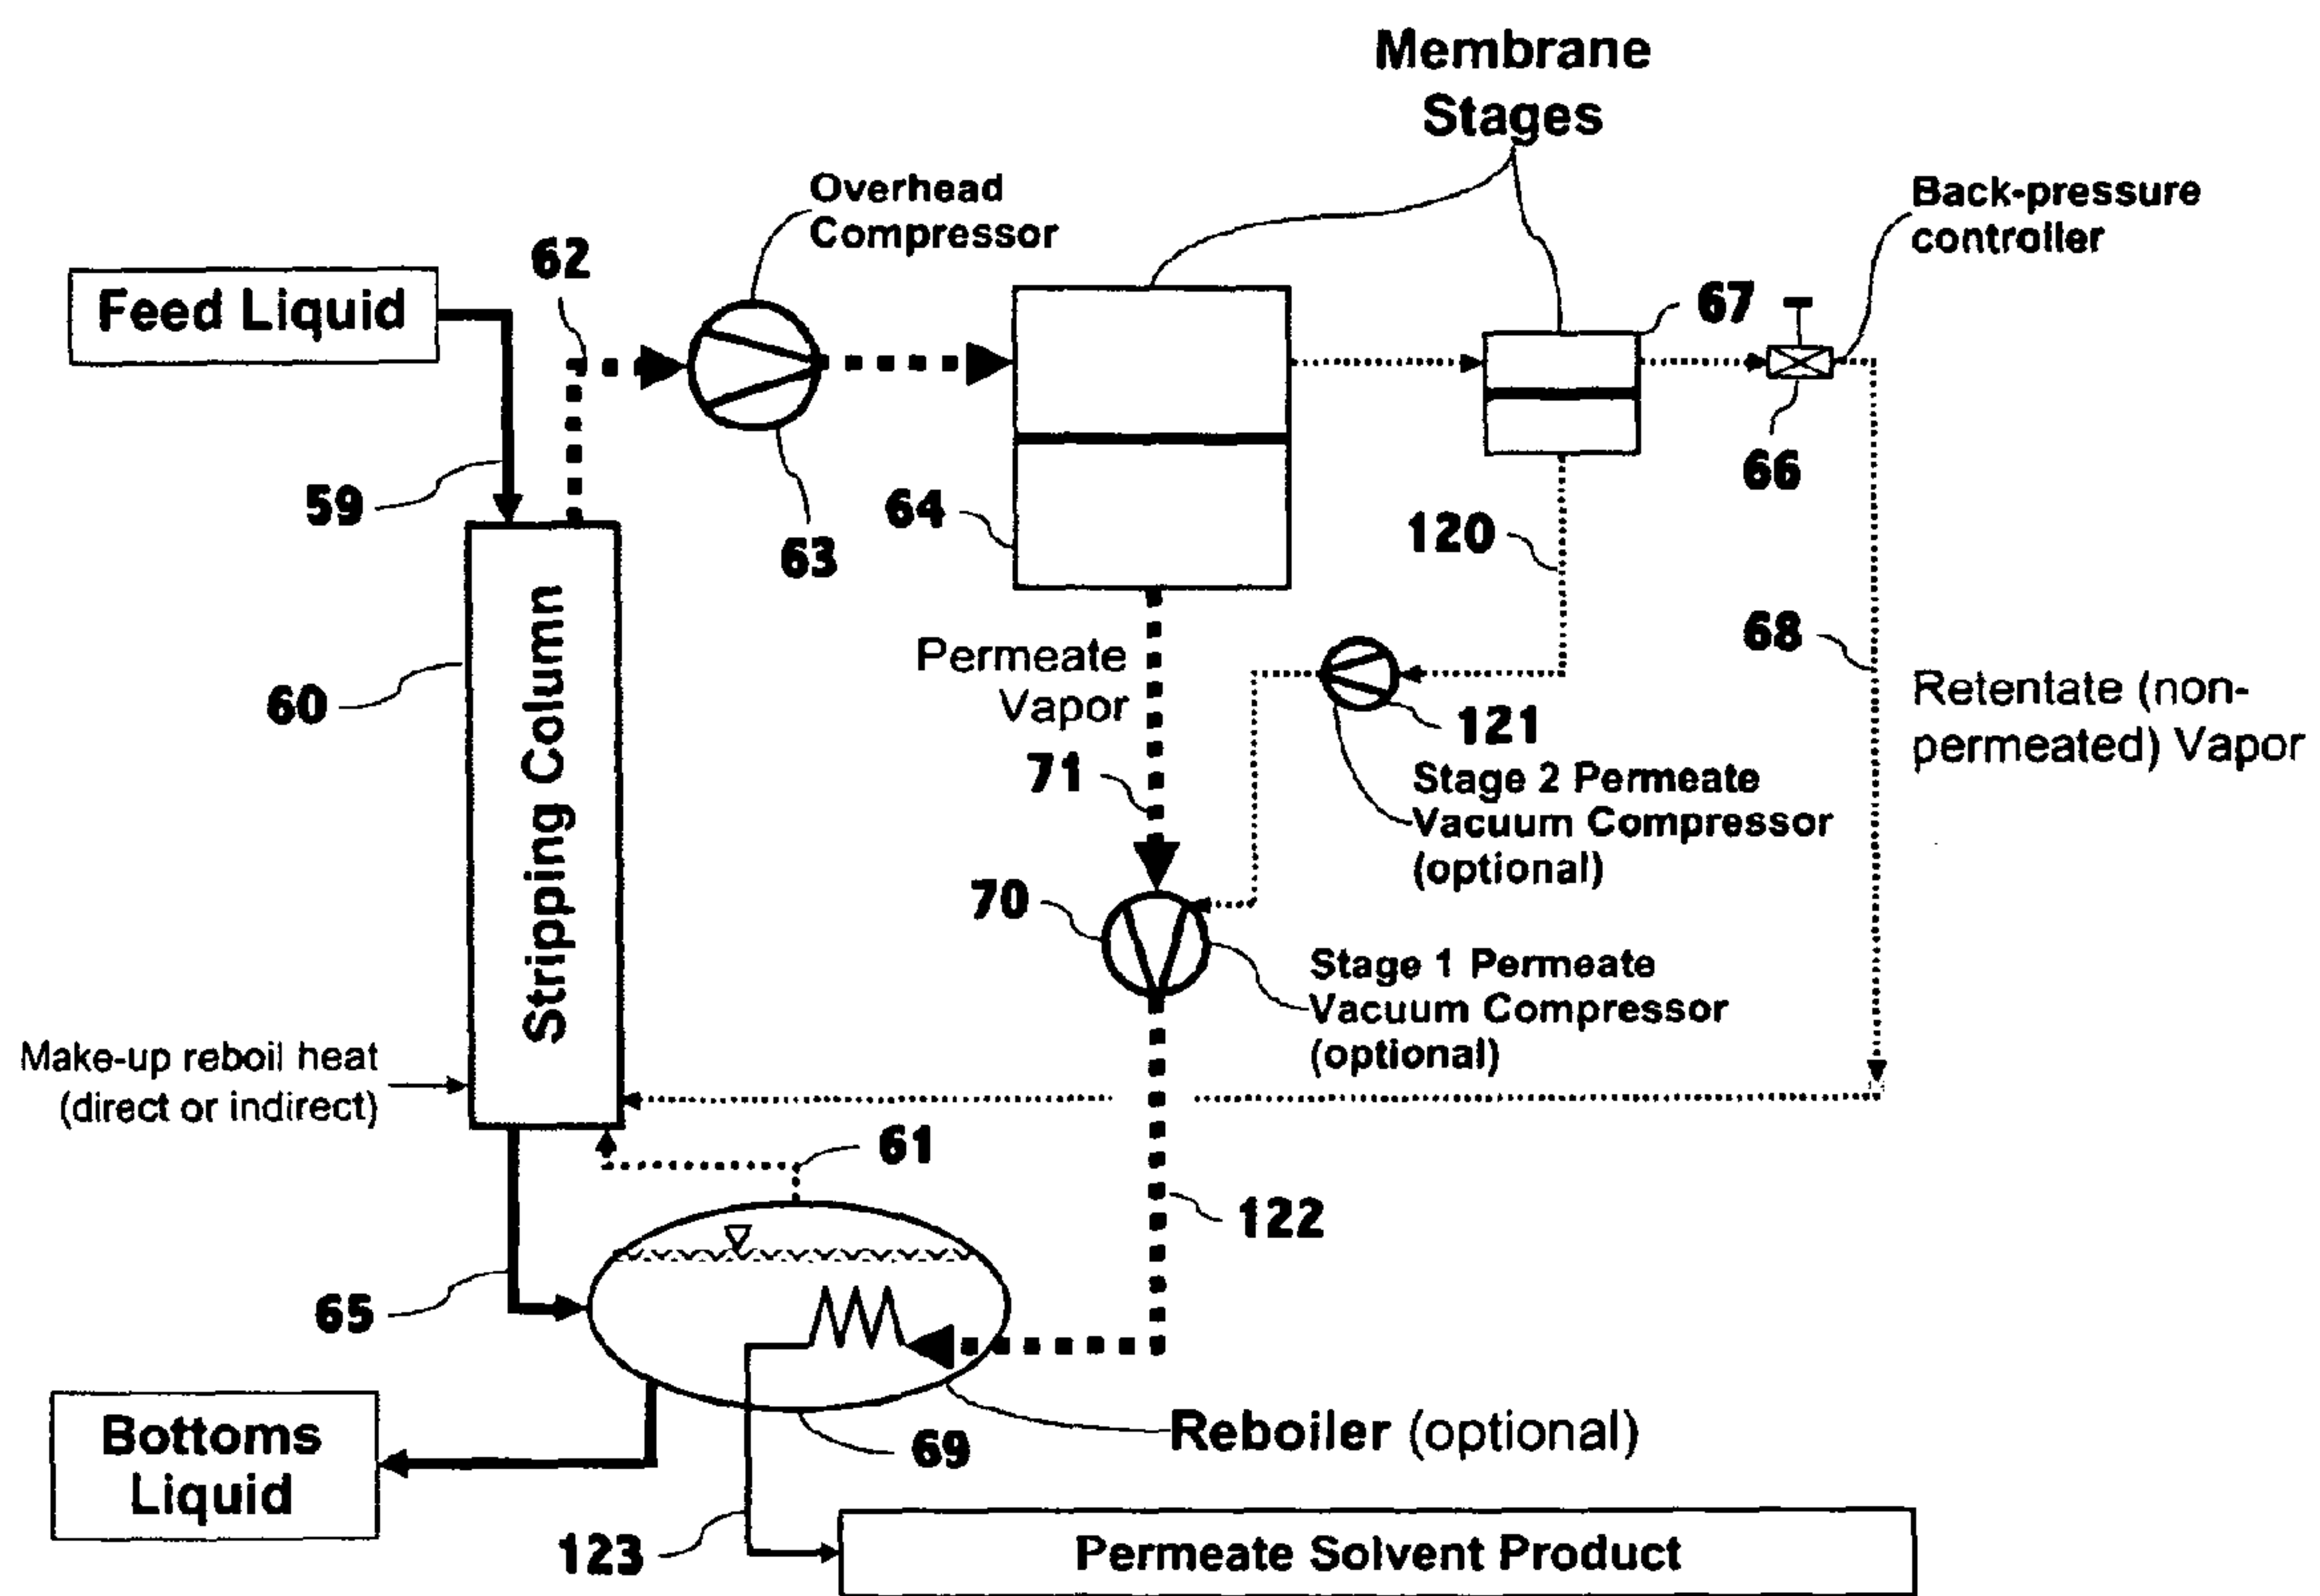 Membrane
Stages
Overhead
Compressor
Back-pressure
controller
62
Feed Liquid
67
59
63
64
66
120
68
60
Stripping Column
Permeate
Vapor
121
Retentate (non-
permeated) Vapor
71
Stage 2 Permeate
Vacuum Compressor
(optional)
70
Stage 1 Permeate
Vacuum Compressor
(optional)
Make-up reboil heat
(direct or indirect)
61
122
65
Bottoms
Liquid
69
Reboiler (optional)
123
Permeate Solvent Product